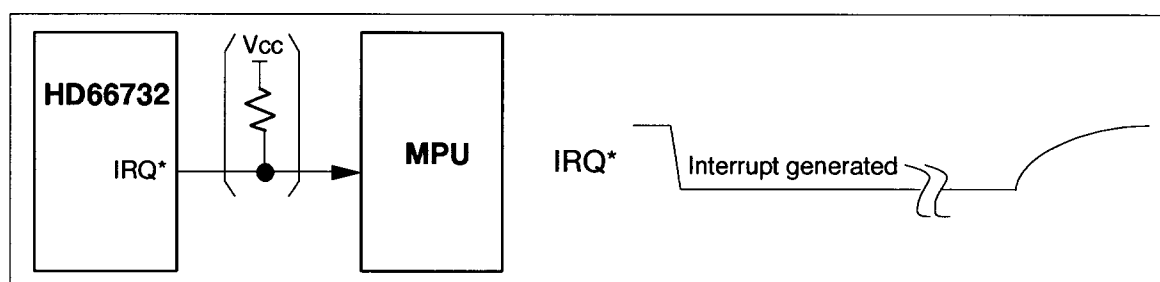 Vcc
HD66732
IRQ*
MPU
IRQ*
Interrupt generated